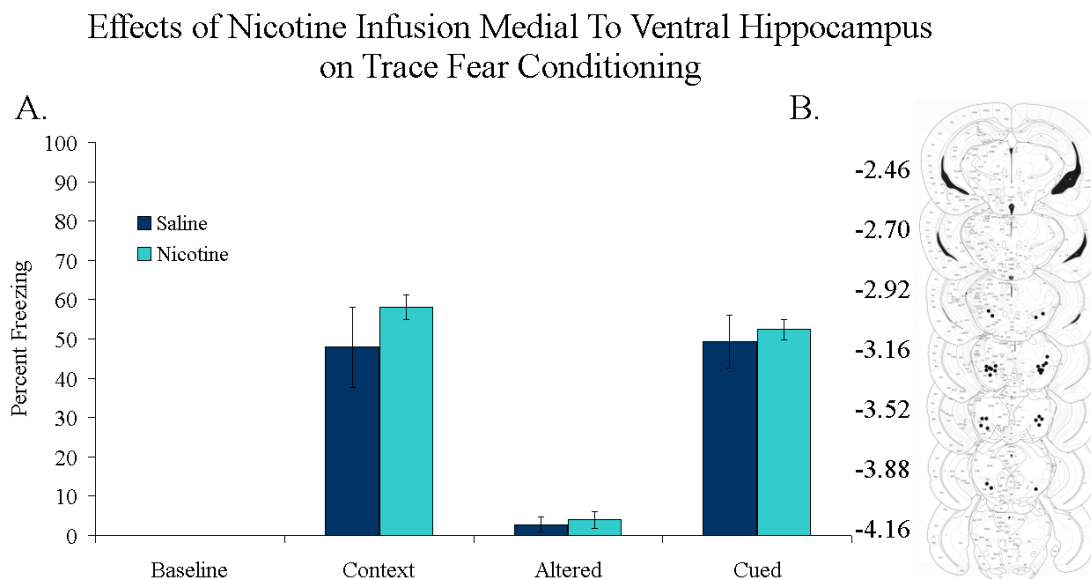 Effects of Nicotine Infusion Medial To Ventral Hippocampus
on Trace Fear Conditioning
A.
B.
Percent Freezing
100
90
80
70
60
50
40
30
20
10
0
Saline
Nicotine
Baseline
Context
Altered
Cued
-2.46
-2.70
-2.92
-3.16
-3.52
-3.88
-4.16